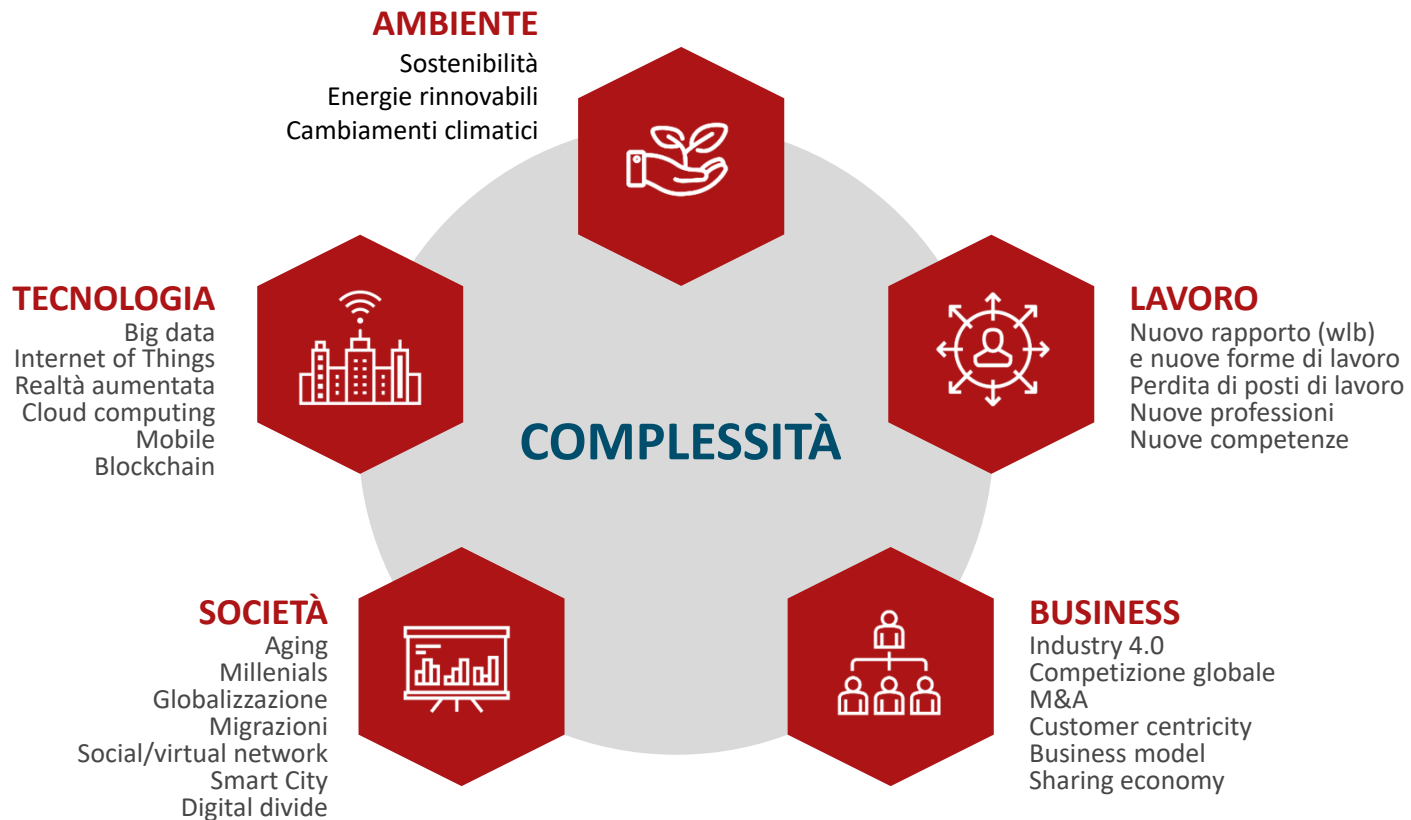 AMBIENTE
Sostenibilità
Energie rinnovabili
Cambiamenti climatici
TECNOLOGIA
Big data
Internet of Things
Realtà aumentata
Cloud computing
Mobile
Blockchain
LAVORO
Nuovo rapporto (wlb)
e nuove forme di lavoro
Perdita di posti di lavoro
Nuove professioni
Nuove competenze
COMPLESSITÀ
SOCIETÀ
Aging
Millenials
Globalizzazione
Migrazioni
Social/virtual network
Smart City
Digital divide
BUSINESS
Industry 4.0
Competizione globale
M&A
Customer centricity
Business model
Sharing economy